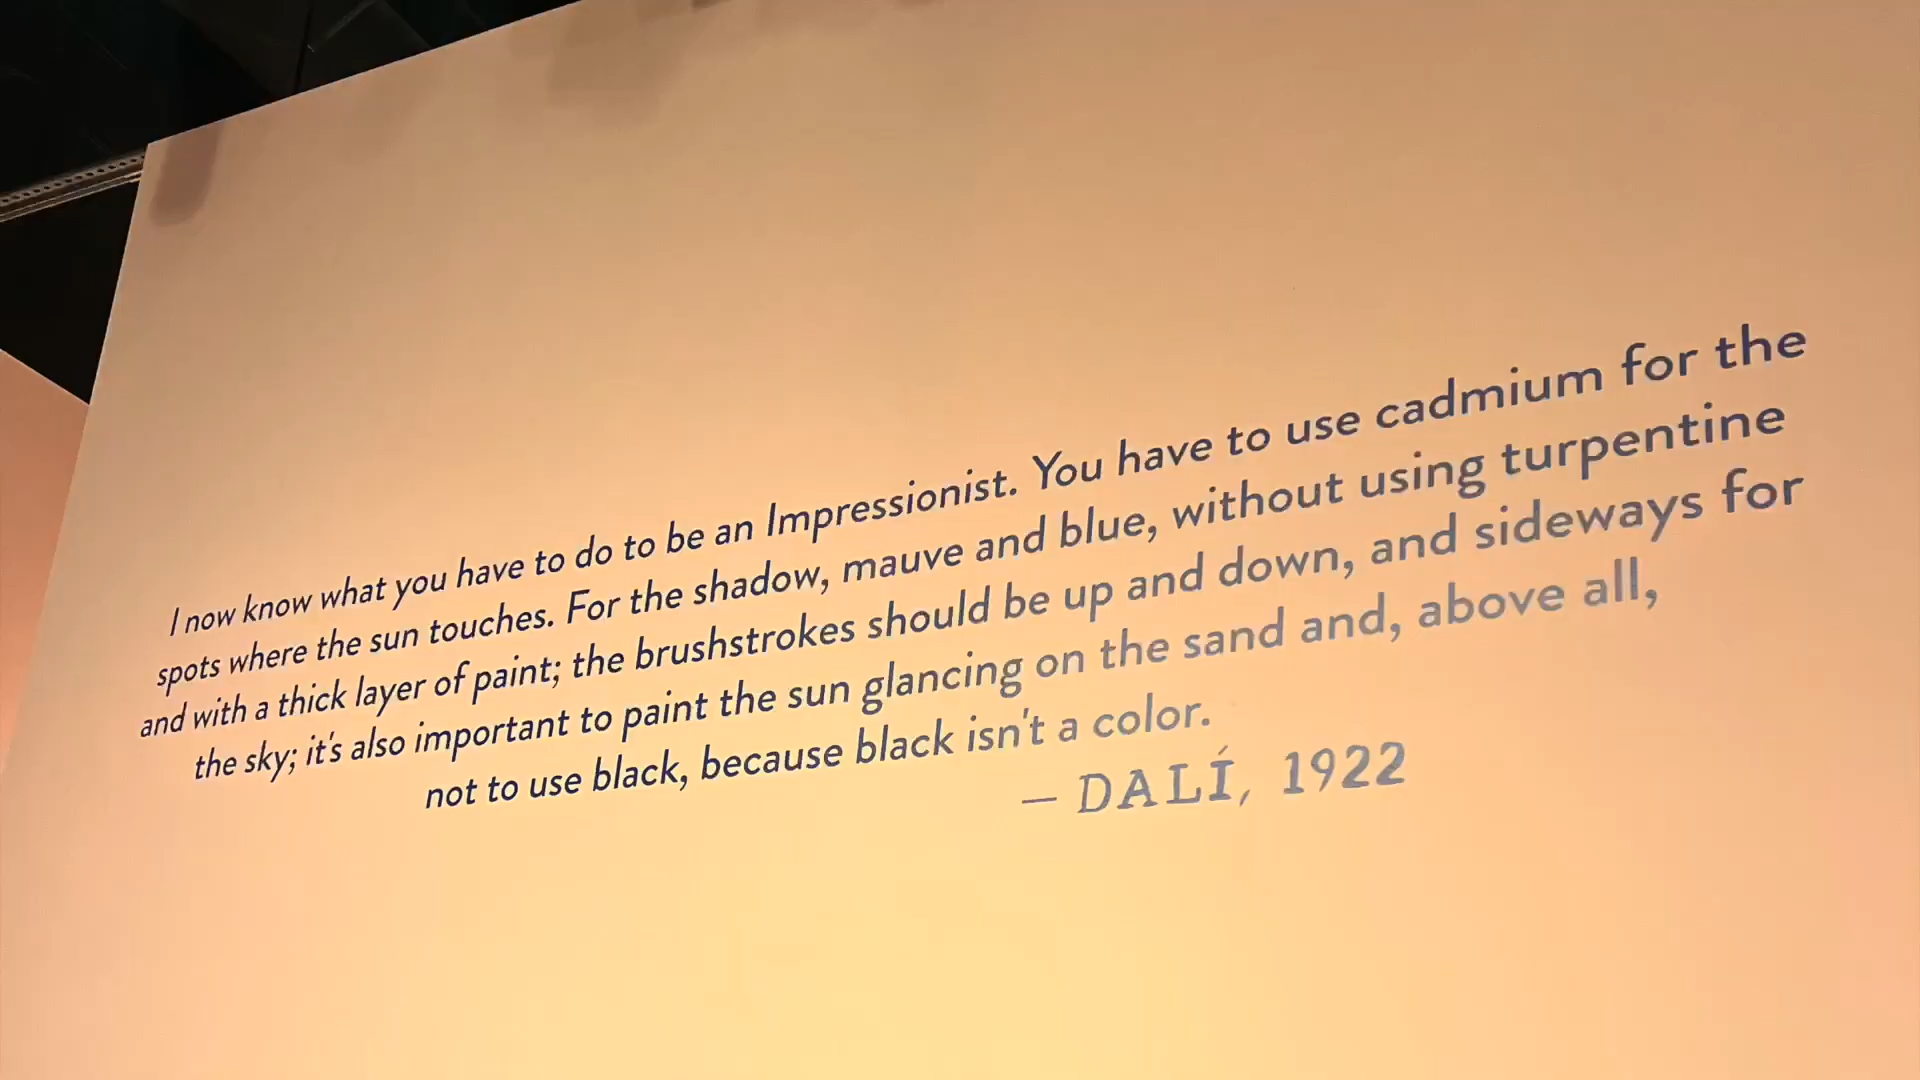 I now know what you have to do to be an Impressionist. You have to use cadmium for the
spots where the sun touches. For the shadow, mauve and blue, without using turpentine
and with a thick layer of paint; the brushstrokes should be up and down, and sideways for
the sky; it's also important to paint the sun glancing on the sand and, above all,
not to use black, because black isn't a color.
— DALÍ, 1922